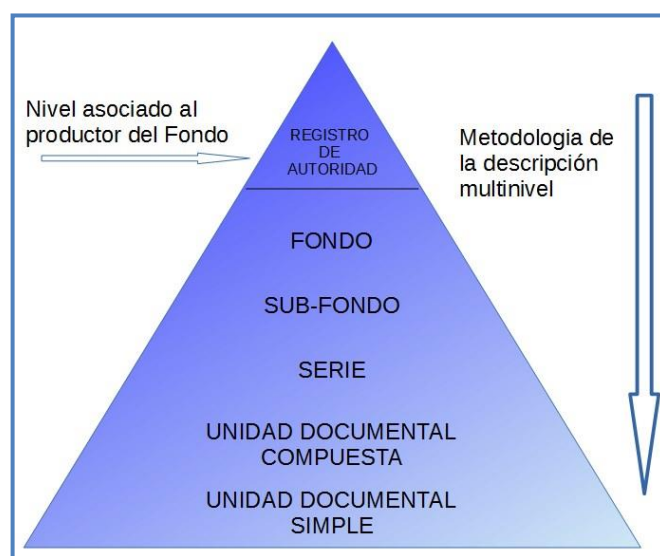 Nivel asociado al
productor del Fondo
REGISTRO
DE
AUTORIDAD
Metodologia de
la descripción
multinivel
FONDO
SUB-FONDO
SERIE
UNIDAD DOCUMENTAL
COMPUESTA
UNIDAD DOCUMENTAL
SIMPLE